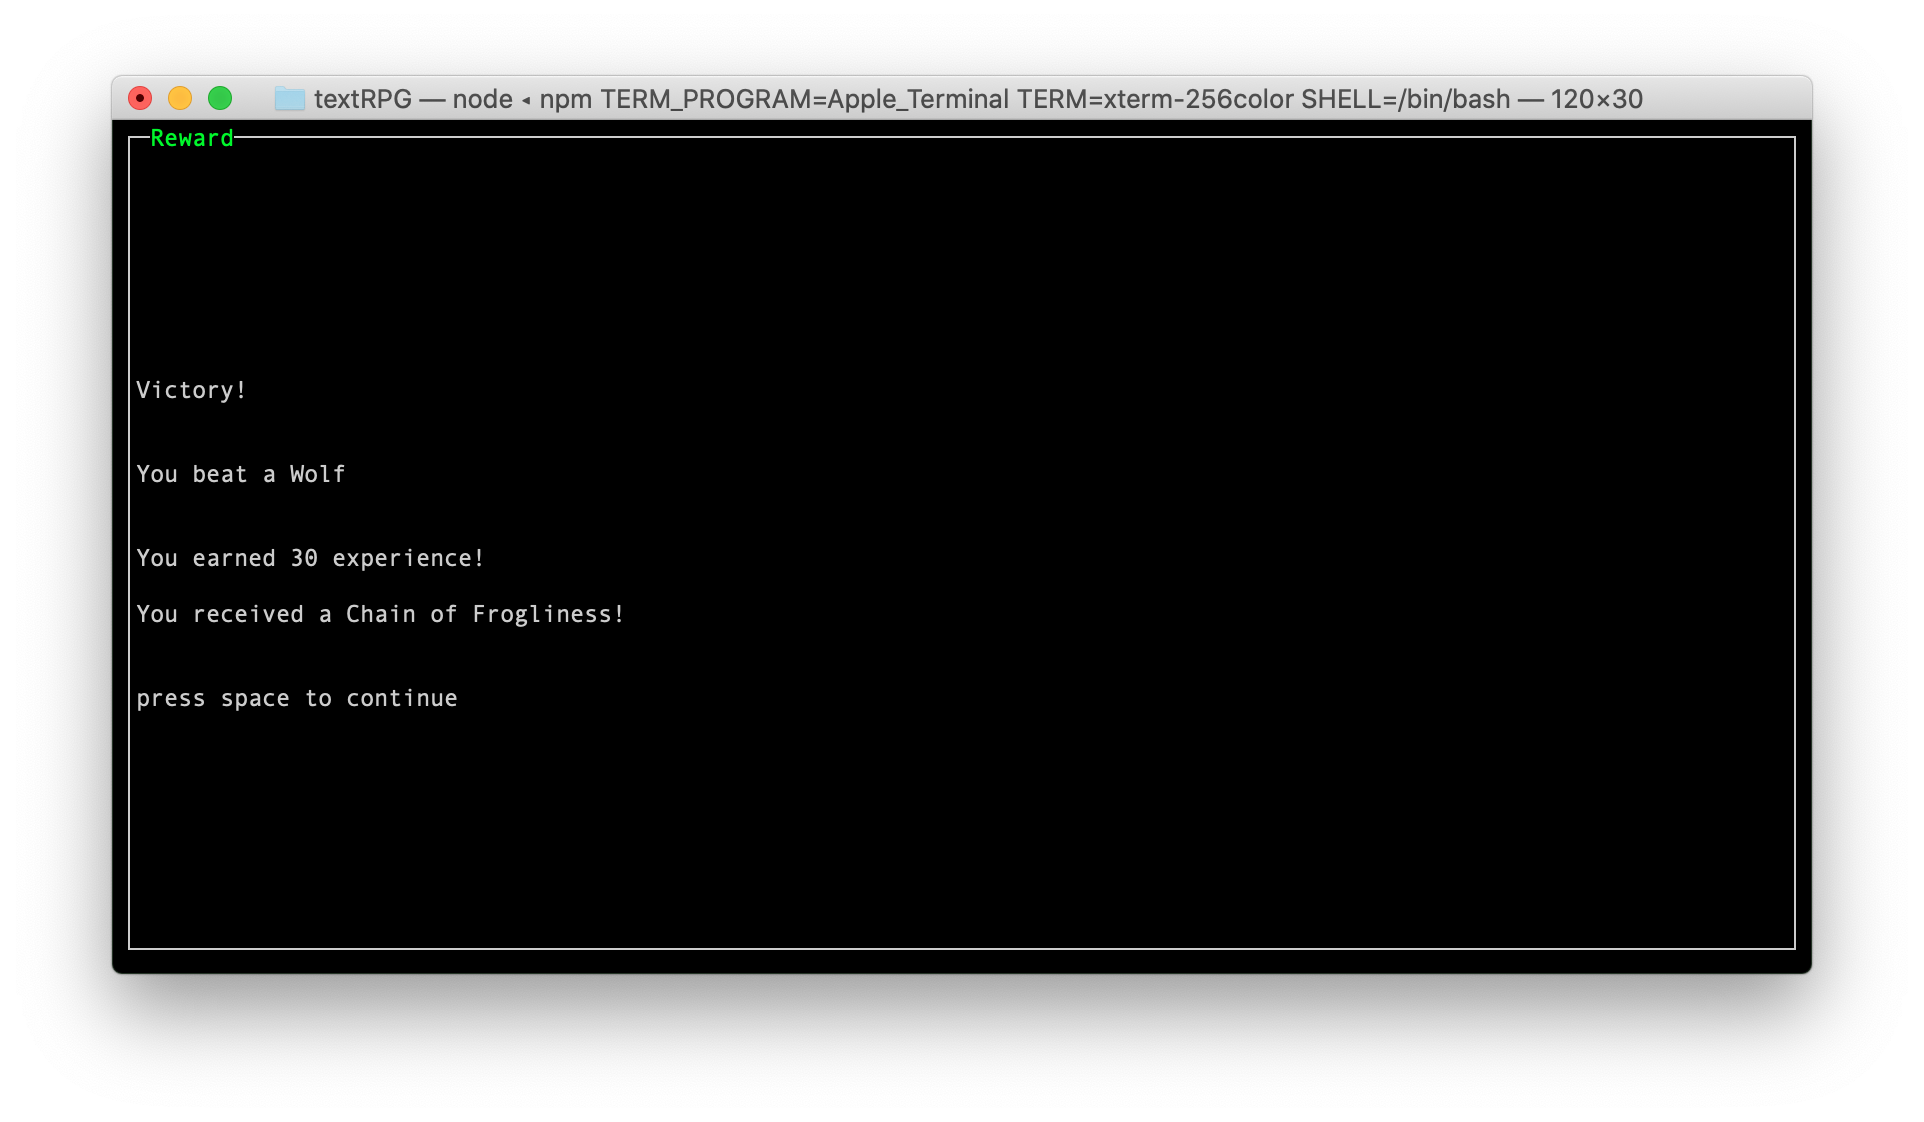 textRPG — node ◂ npm TERM_PROGRAM=Apple_Terminal TERM=xterm-256color SHELL=/bin/bash — 120×30
Reward
Victory!
You beat a Wolf
You earned 30 experience!
You received a Chain of Frogliness!
press space to continue